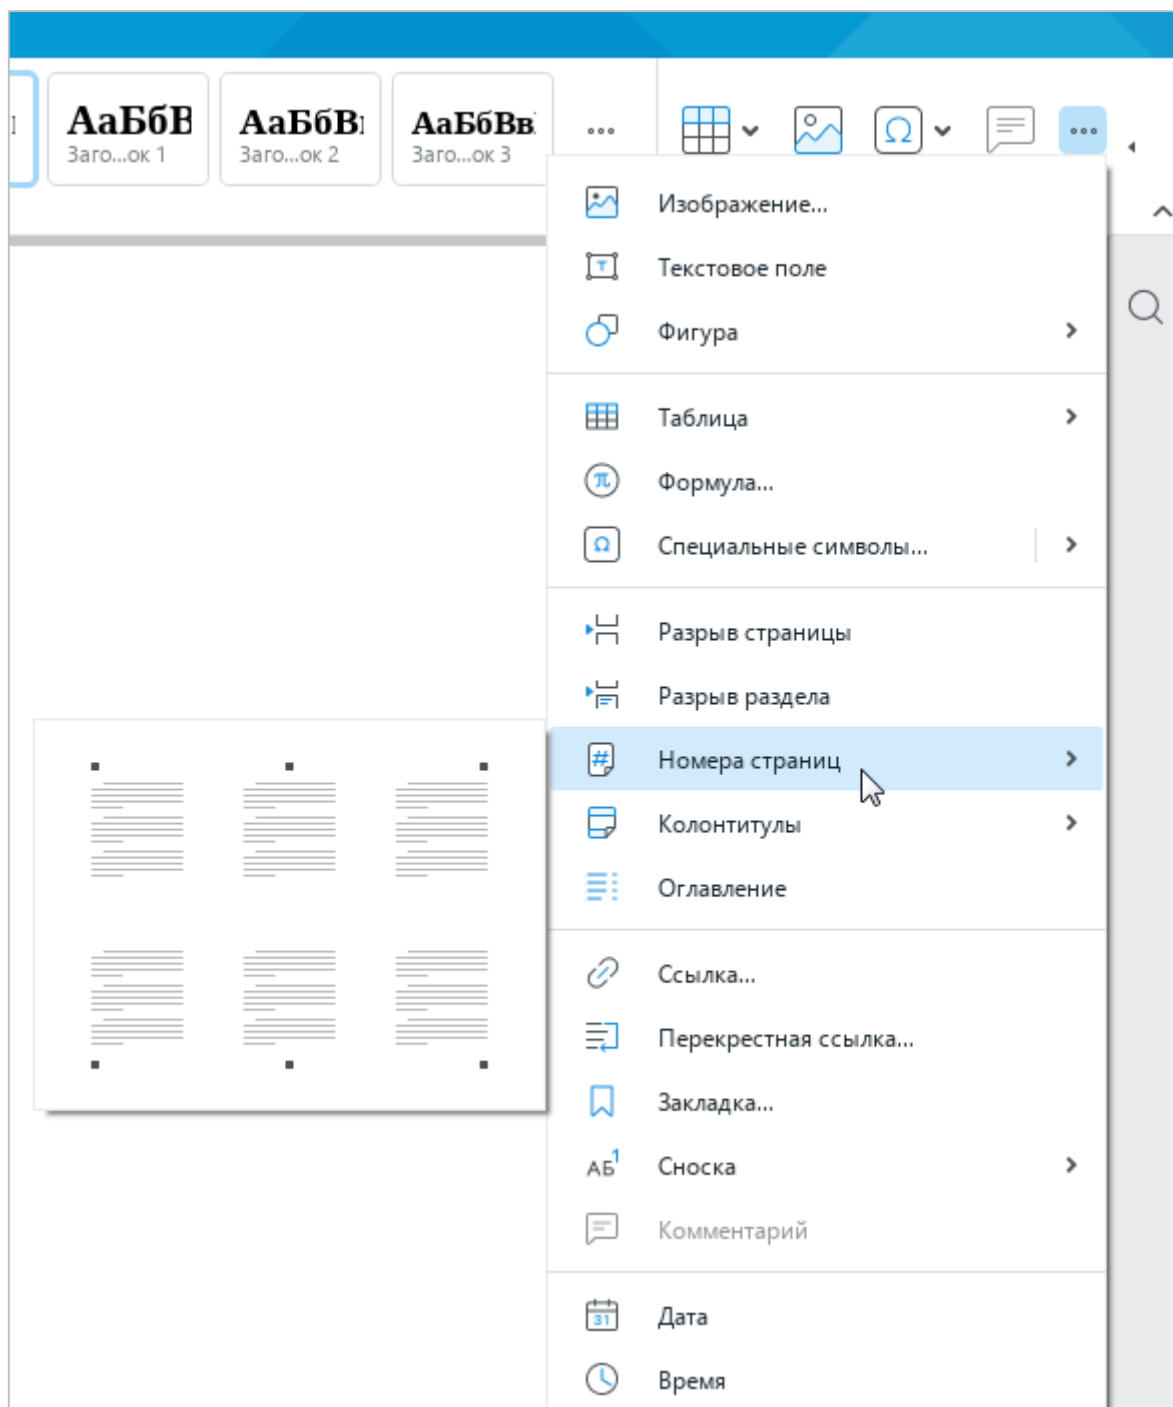 АаБбВ
Заго...ок 1
АаБбВ
Заго...ок 2
АаБбВв
Заго...ок 3
Ω
Изображение...
Текстовое поле
Фигура
Таблица
π Формула...
Ω Специальные символы...
Разрыв страницы
Разрыв раздела
# Номера страниц
Колонтитулы
Оглавление
Ссылка...
Перекрестная ссылка...
Закладка...
АБ1 Сноска
Комментарий
31 Дата
Время